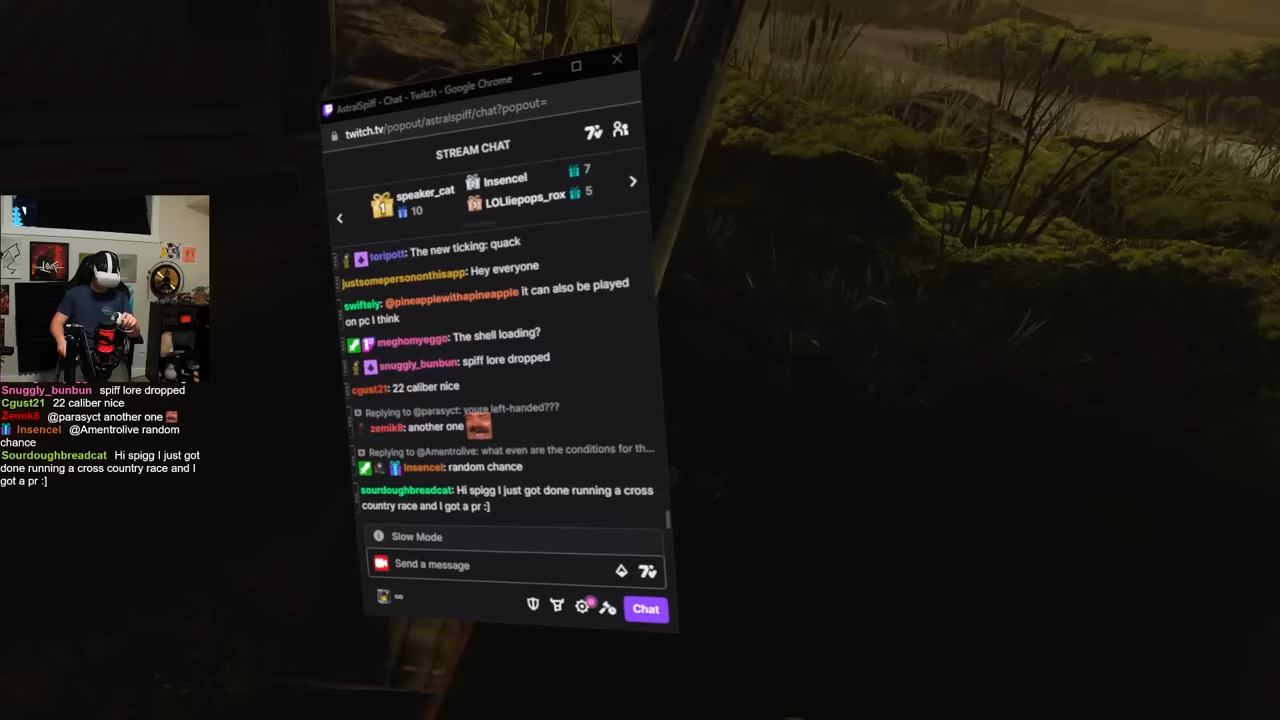 AstralSpiff - Chat - Twitch - Google Chrome
twitch.tv/popout/astralspiff/chat?popout=
STREAM CHAT
speaker_cat
10
Insencel 7
LOLliepops_rox 5
toripott: The new ticking: quack
justsomepersononthisapp: Hey everyone
swiftely: @pineapplewithapineapple it can also be played
on pc I think
meghomyeggo: The shell loading?
snuggly_bunbun: spiff lore dropped
cgust21: 22 caliber nice
Replying to @parasyct: youre left-handed???
zemik8: another one
Replying to @Amentrolive: what even are the conditions for th...
Insencel: random chance
sourdoughbreadcat: Hi spigg I just got done running a cross
country race and I got a pr :]
Slow Mode
Send a message
∞
Chat
Snuggly_bunbun spiff lore dropped
Cgust21 22 caliber nice
Zemik8 @parasyct another one
Insencel @Amentrolive random
chance
Sourdoughbreadcat Hi spigg I just got
done running a cross country race and I
got a pr :]